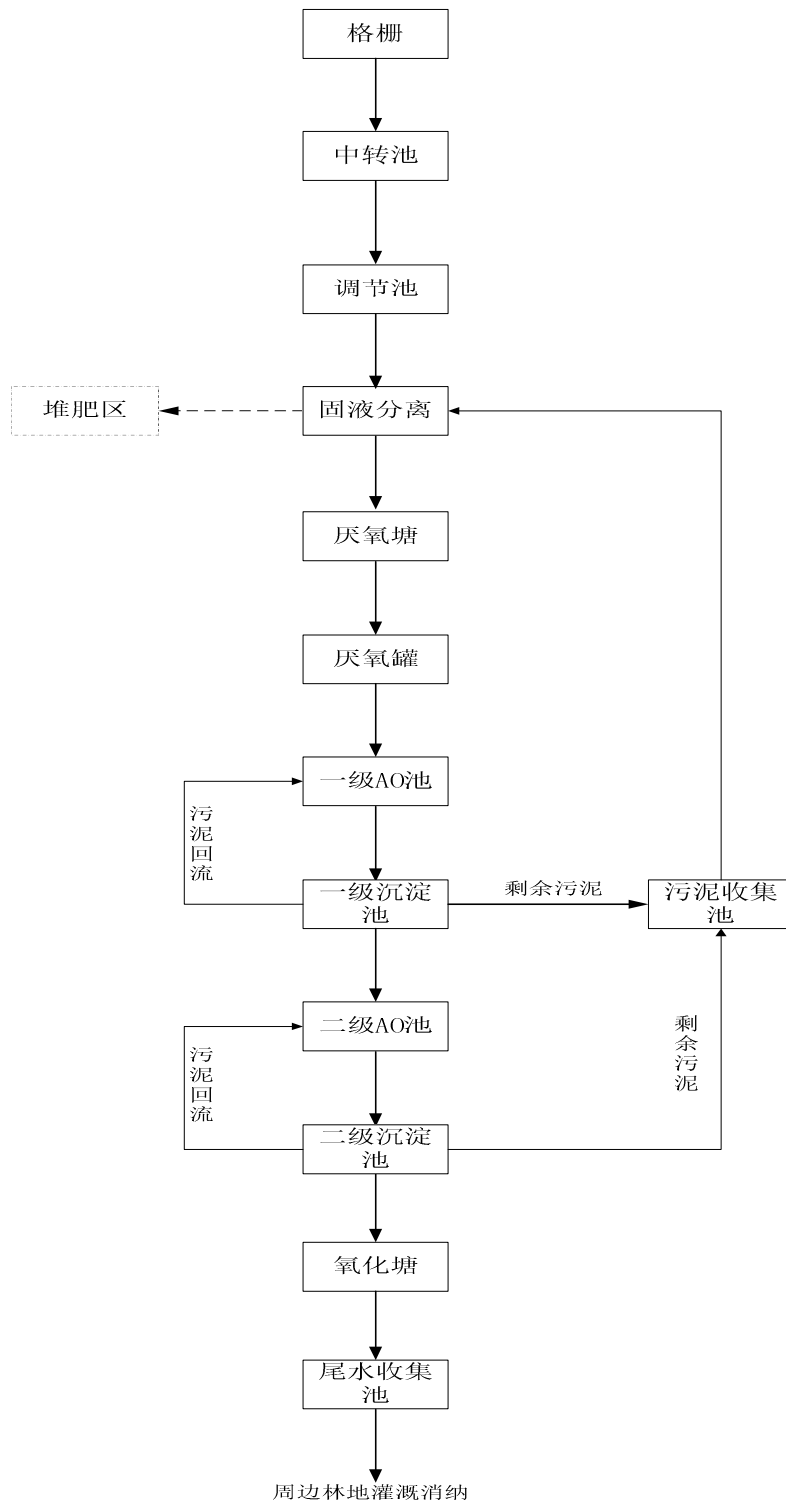 格栅
中转池
调节池
堆肥区
固液分离
厌氧塘
厌氧罐
一级AO池
污泥回流
一级沉淀
池
剩余污泥
污泥收集
池
二级AO池
污泥回流
剩余污泥
二级沉淀
池
氧化塘
尾水收集
池
周边林地灌溉消纳